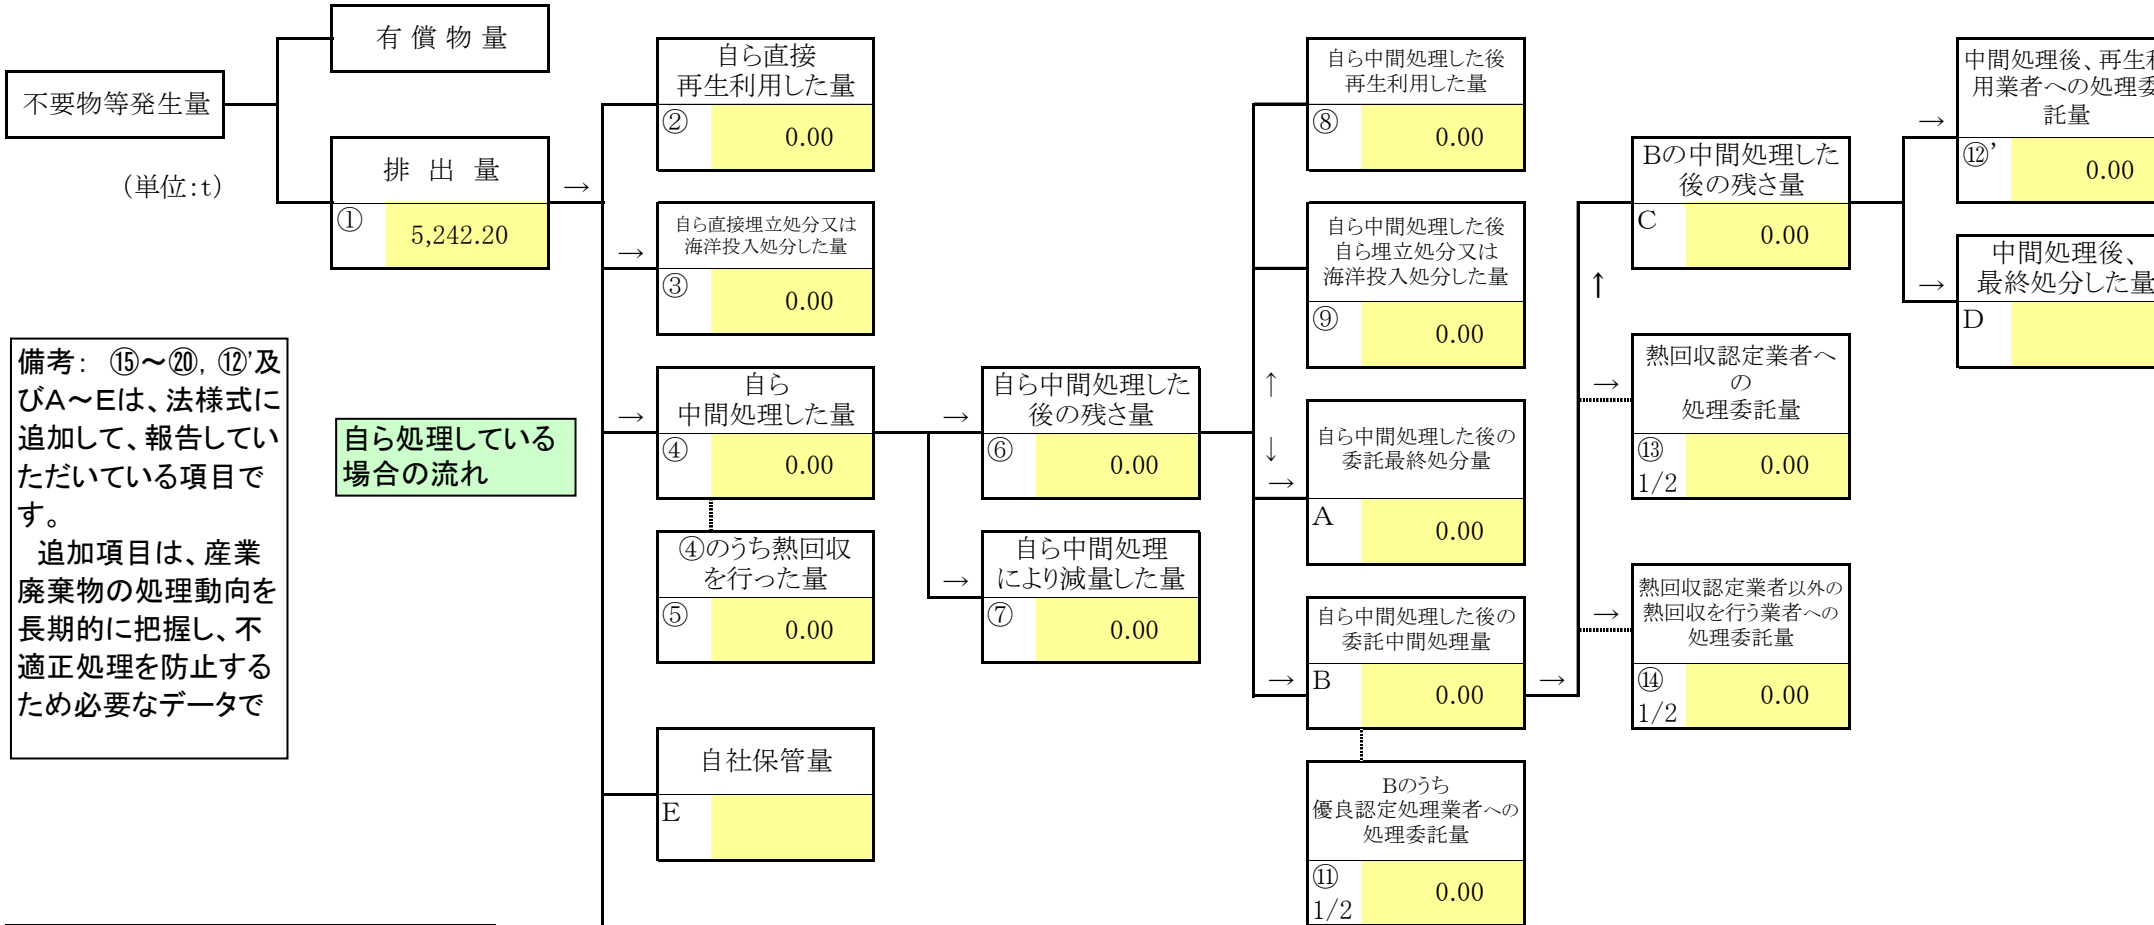 有 償 物 量
不要物等発生量
(単位:t)
排 出 量
①
5,242.20
→
備考: ⑮～⑳, ⑫'及
びA～Eは、法様式に
追加して、報告してい
ただいている項目で
す。
追加項目は、産業
廃棄物の処理動向を
長期的に把握し、不
適正処理を防止する
ため必要なデータで
自ら処理している
場合の流れ
自ら直接
再生利用した量
②
0.00
→
自ら直接埋立処分又は
海洋投入処分した量
③
0.00
→
自ら
中間処理した量
④
0.00
④のうち熱回収
を行った量
⑤
0.00
自社保管量
E
→
自ら中間処理した
後の残さ量
⑥
0.00
→
自ら中間処理
により減量した量
⑦
0.00
自ら中間処理した後
再生利用した量
⑧
0.00
自ら中間処理した後
自ら埋立処分又は
海洋投入処分した量
⑨
0.00
↑
↓
→
自ら中間処理した後の
委託最終処分量
A
0.00
自ら中間処理した後の
委託中間処理量
→
B
0.00
→
Bのうち
優良認定処理業者への
処理委託量
⑪
1/2
0.00
Bの中間処理した
後の残さ量
C
0.00
↑
熱回収認定業者へ
の
処理委託量
→
⑬
1/2
0.00
熱回収認定業者以外の
熱回収を行う業者への
処理委託量
→
⑭
1/2
0.00
中間処理後、再生利
用業者への処理委
託量
→
⑫'
0.00
中間処理後、
最終処分した量
→
D